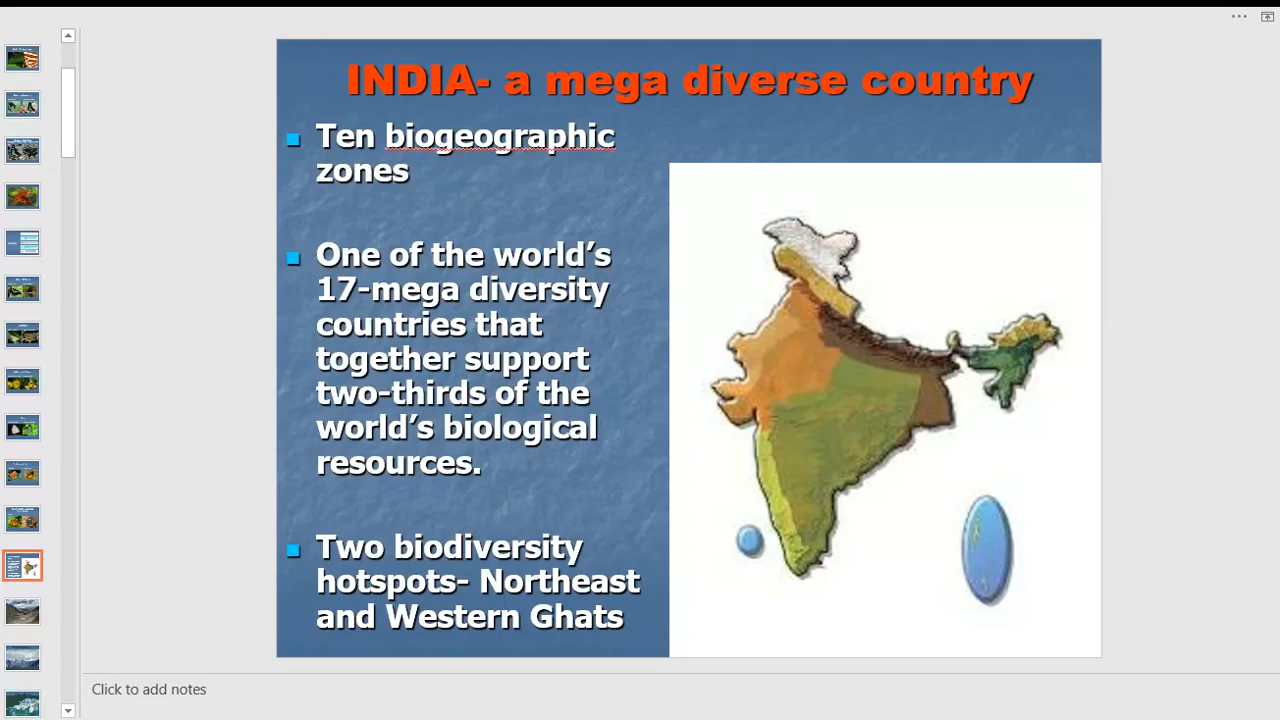 INDIA- a mega diverse country
Ten biogeographic
zones
One of the world’s
17-mega diversity
countries that
together support
two-thirds of the
world’s biological
resources.
Two biodiversity
hotspots- Northeast
and Western Ghats
Click to add notes